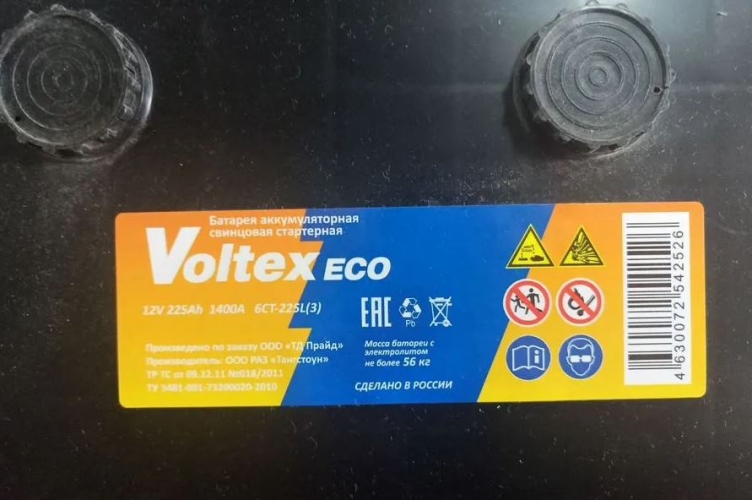 Батарея аккумуляторная
свинцовая стартерная
Voltex ECO
12V 225Ah 1400A 6СТ-225L(3)
EAC
Pb
Произведено по заказу ООО «ТД Прайд»
Производитель: ООО РАЗ «Тангстоун»
ТР ТС от 09.12.11 №018/2011
ТУ 3481-001-73200020-2010
Масса батареи с
электролитом
не более 56 кг
СДЕЛАНО В РОССИИ
4 630072 542526